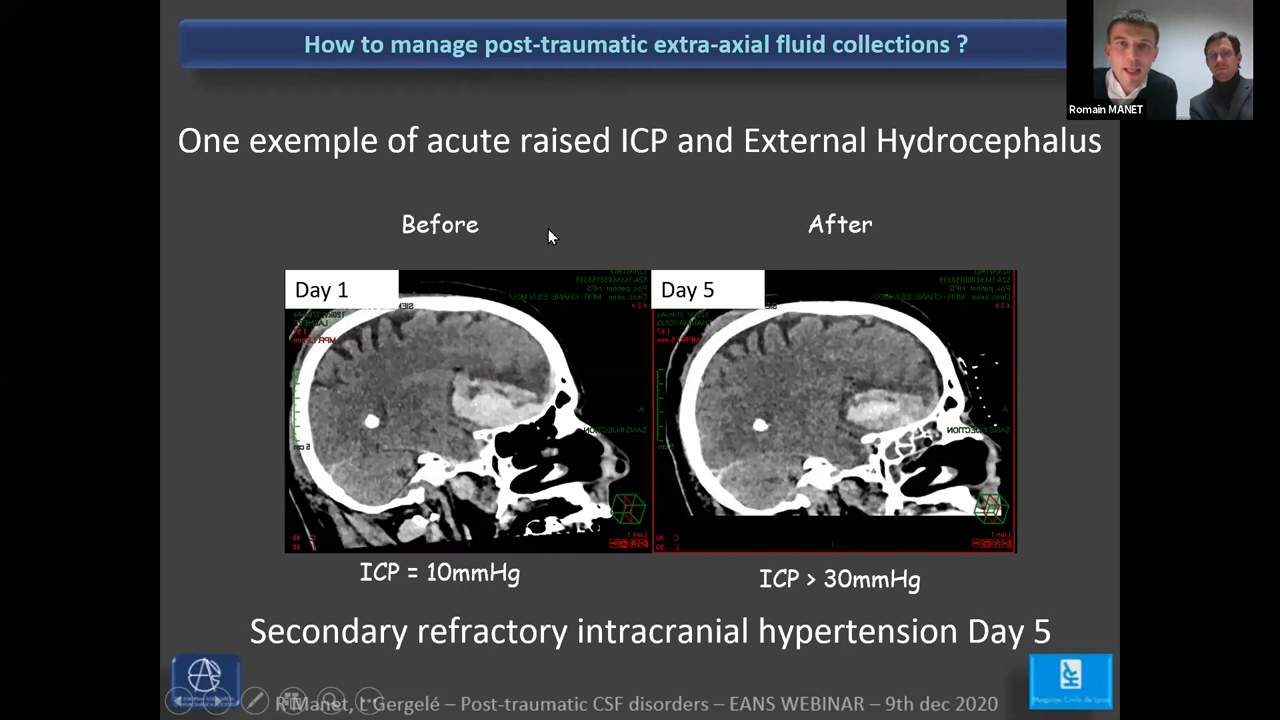 How to manage post-traumatic extra-axial fluid collections ?
Romain MANET
One exemple of acute raised ICP and External Hydrocephalus
Before
After
Day 1
Day 5
ICP = 10mmHg
ICP > 30mmHg
Secondary refractory intracranial hypertension Day 5
R Manet, L Gergelé – Post-traumatic CSF disorders – EANS WEBINAR – 9th dec 2020